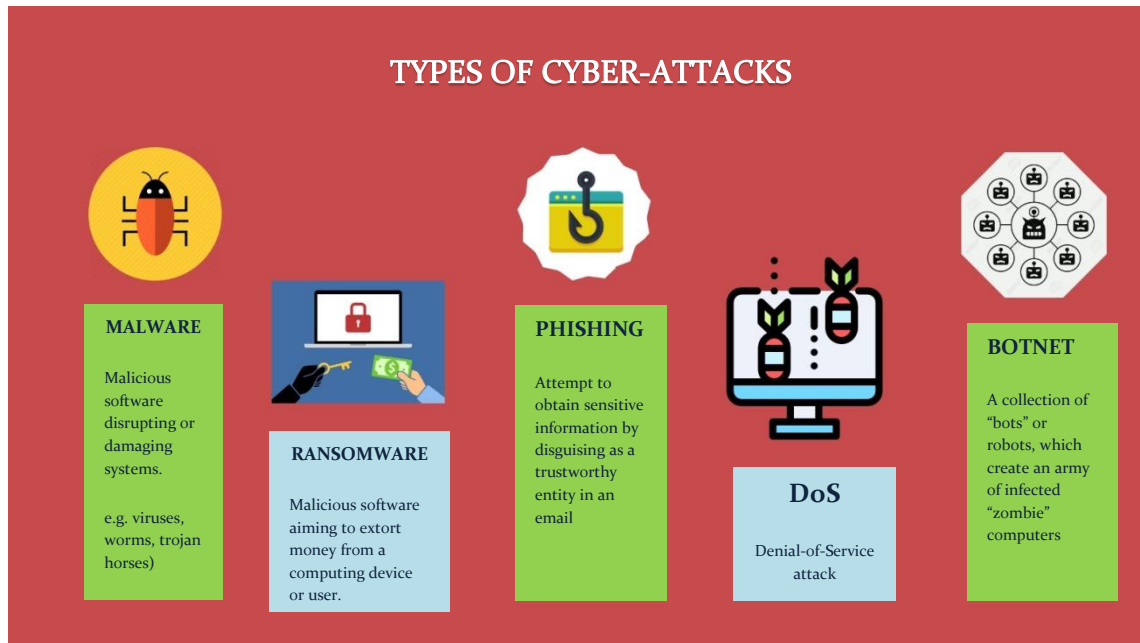 TYPES OF CYBER-ATTACKS
MALWARE
Malicious
software
disrupting or
damaging
systems.
e.g. viruses,
worms, trojan
horses)
RANSOMWARE
Malicious software
aiming to extort
money from a
computing device
or user.
PHISHING
Attempt to
obtain sensitive
information by
disguising as a
trustworthy
entity in an
email
DoS
Denial-of-Service
attack
BOTNET
A collection of
“bots” or
robots, which
create an army
of infected
“zombie”
computers